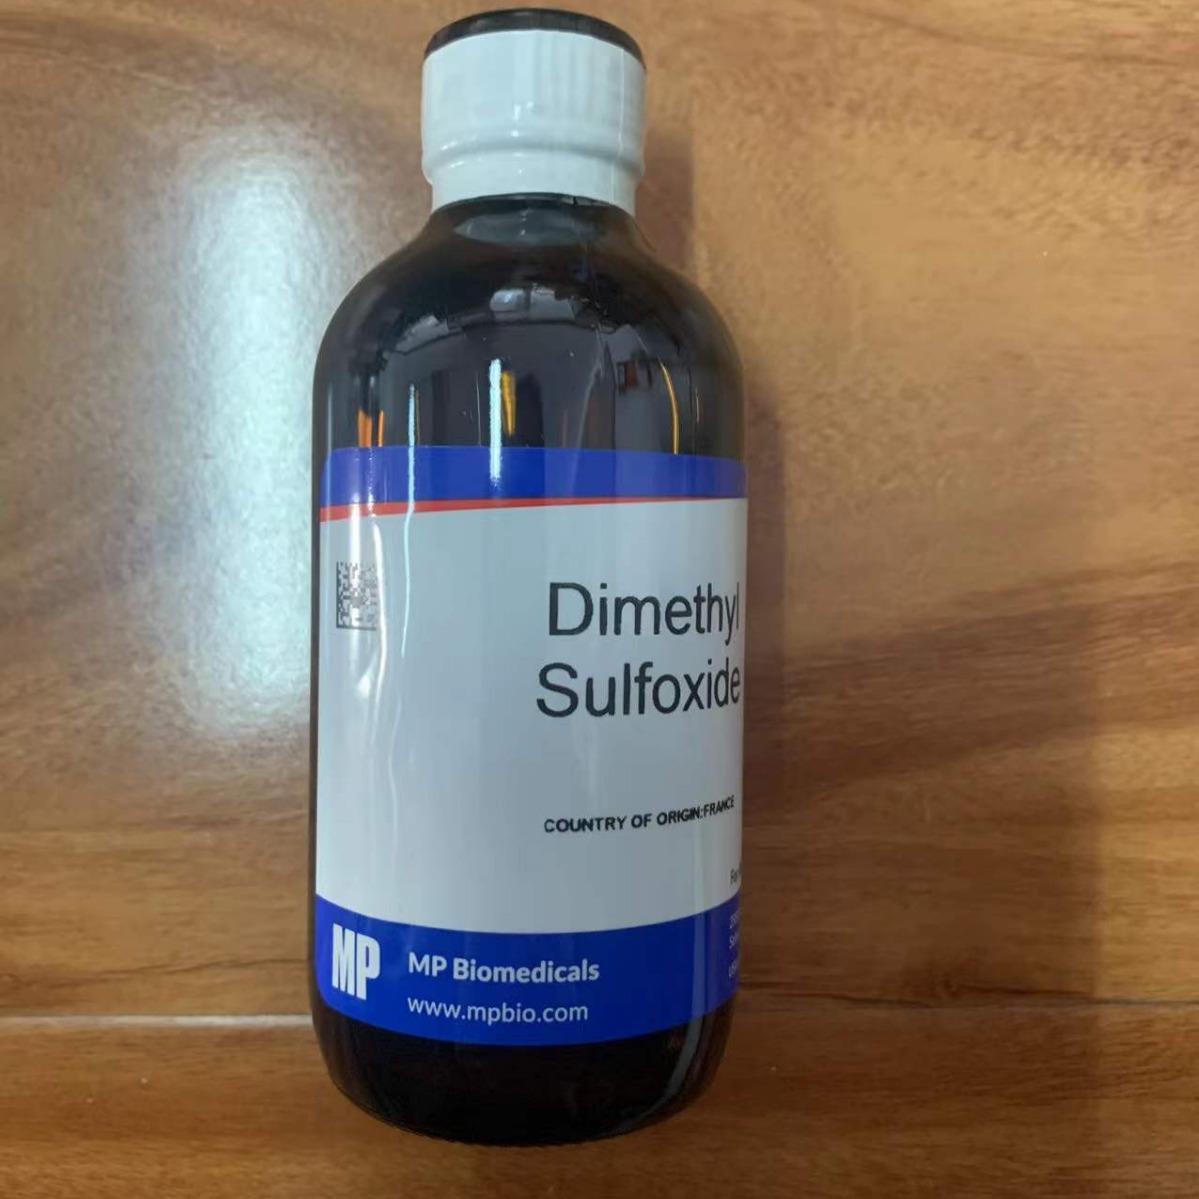 Dimethyl
Sulfoxide
COUNTRY OF ORIGIN:FRANCE
MP
MP Biomedicals
www.mpbio.com